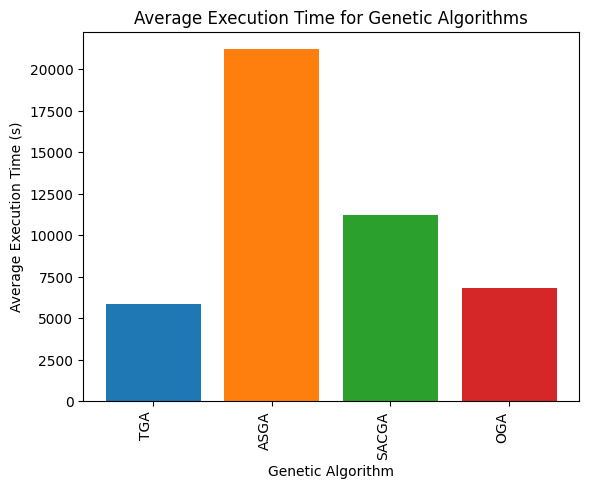 Average Execution Time for Genetic Algorithms
Average Execution Time (s)
20000
17500
15000
12500
10000
7500
5000
2500
0
TGA
ASGA
SACGA
OGA
Genetic Algorithm